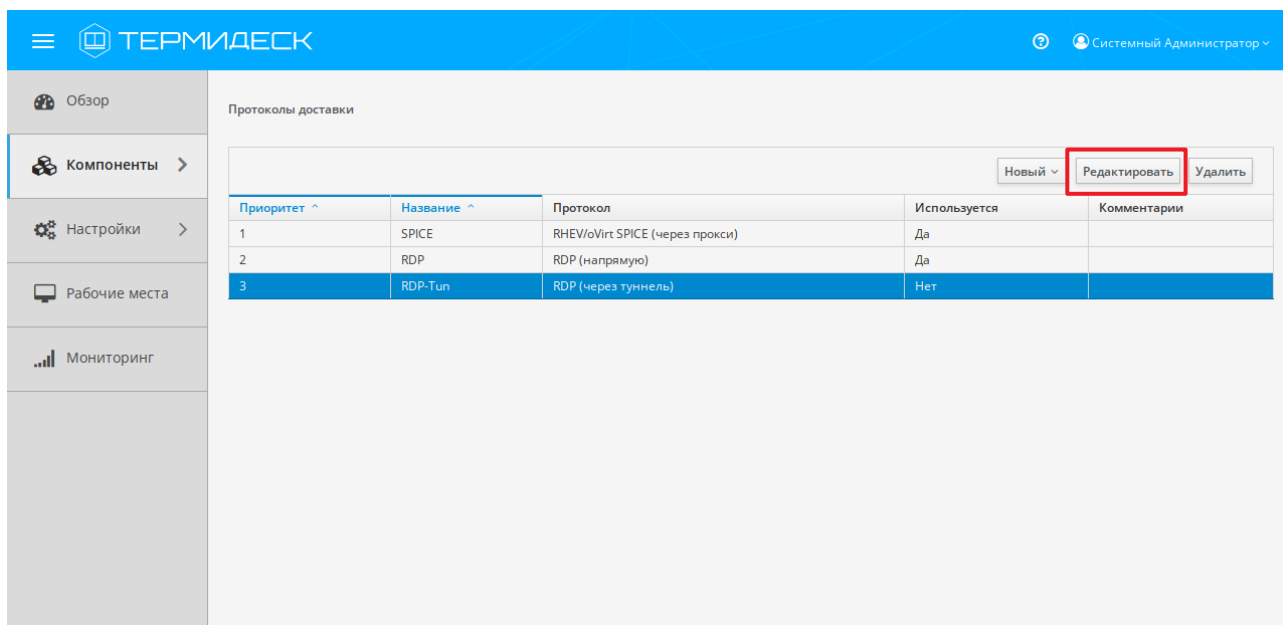 ТЕРМИДЕСК
Системный Администратор
Обзор
Протоколы доставки
Компоненты
Новый Редактировать Удалить
Приоритет Название Протокол Используется Комментарии
Настройки
1 SPICE RHEV/oVirt SPICE (через прокси) Да
2 RDP RDP (напрямую) Да
3 RDP-Tun RDP (через туннель) Нет
Рабочие места
Мониторинг